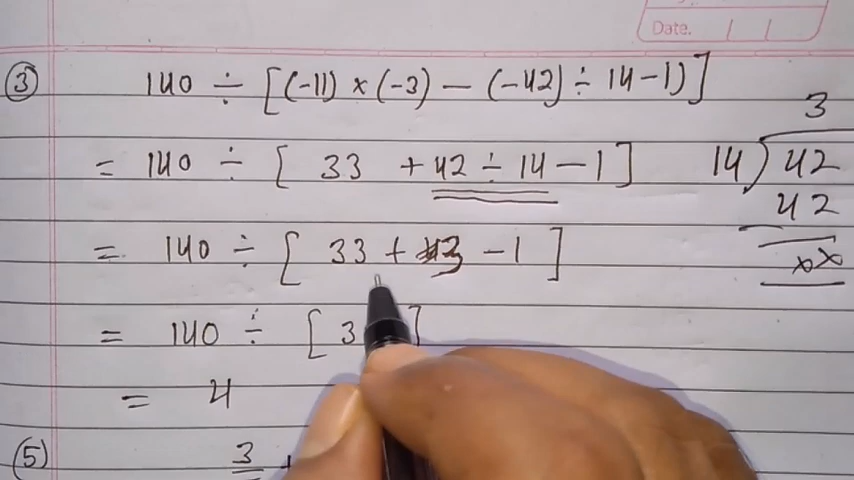 Date.
③ 140 ÷ [(-11) × (-3) - (-42) ÷ 14 - 1)]
= 140 ÷ [ 33 + 42 ÷ 14 - 1 ]
= 140 ÷ [ 33 + 3 - 1 ]
= 140 ÷ [ 3 ]
= 4
⑤ 3
3
14 ) 42
42
xx